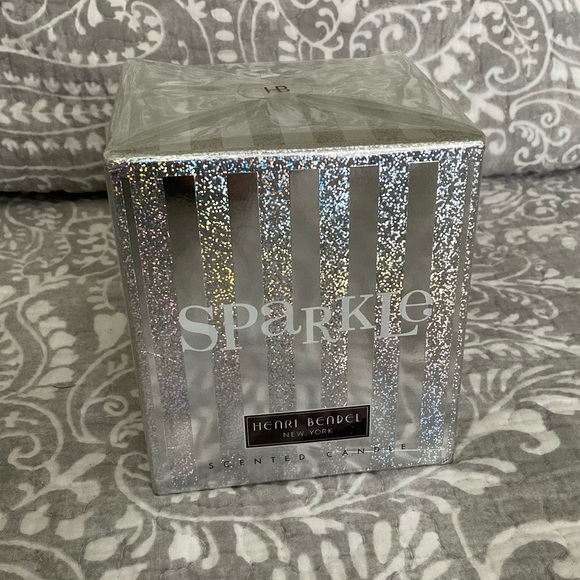 HB
SPaRKLe
HENRI BENDEL
NEW YORK
SCENTED CANDLE